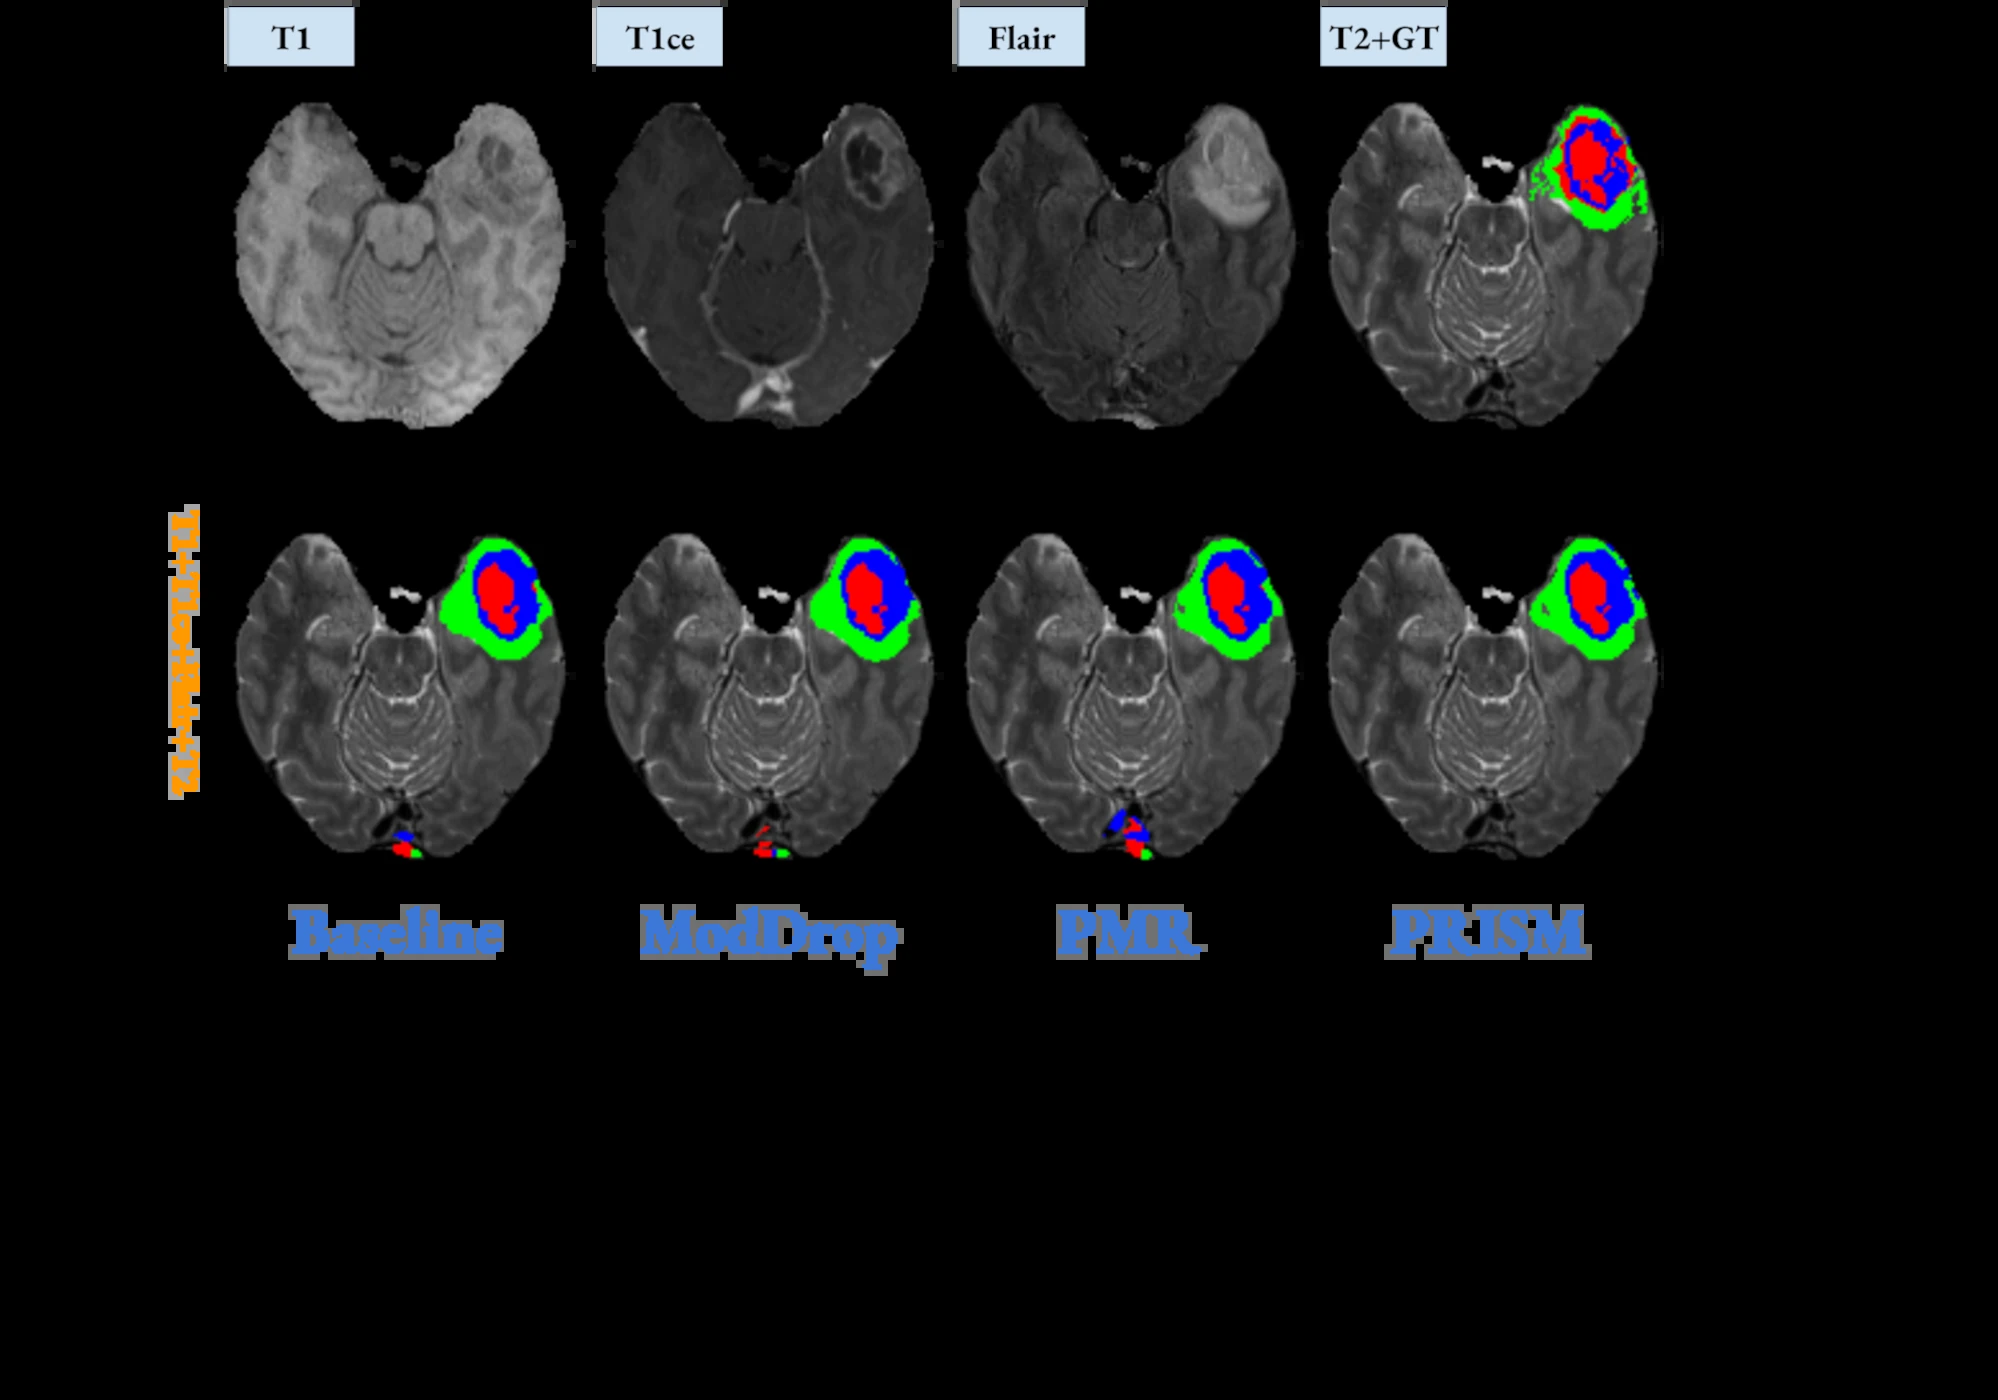 T1
T1ce
Flair
T2+GT
T1+T1ce+Flair+T2
Baseline
ModDrop
PMR
PRISM